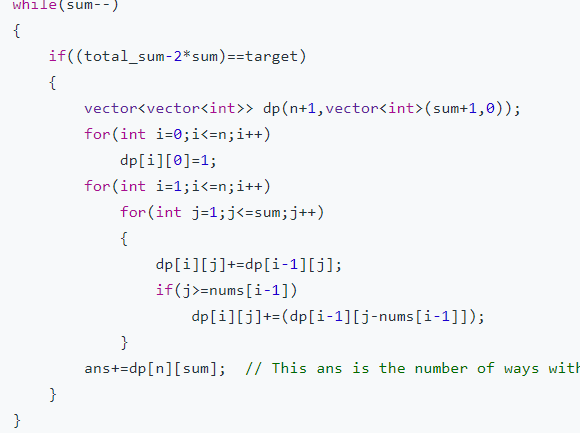 while(sum--)
{
if((total_sum-2*sum)==target)
{
vector<vector<int>> dp(n+1,vector<int>(sum+1,0));
for(int i=0;i<=n;i++)
dp[i][0]=1;
for(int i=1;i<=n;i++)
for(int j=1;j<=sum;j++)
{
dp[i][j]+=dp[i-1][j];
if(j>=nums[i-1])
dp[i][j]+=(dp[i-1][j-nums[i-1]]);
}
ans+=dp[n][sum];  // This ans is the number of ways with
}
}